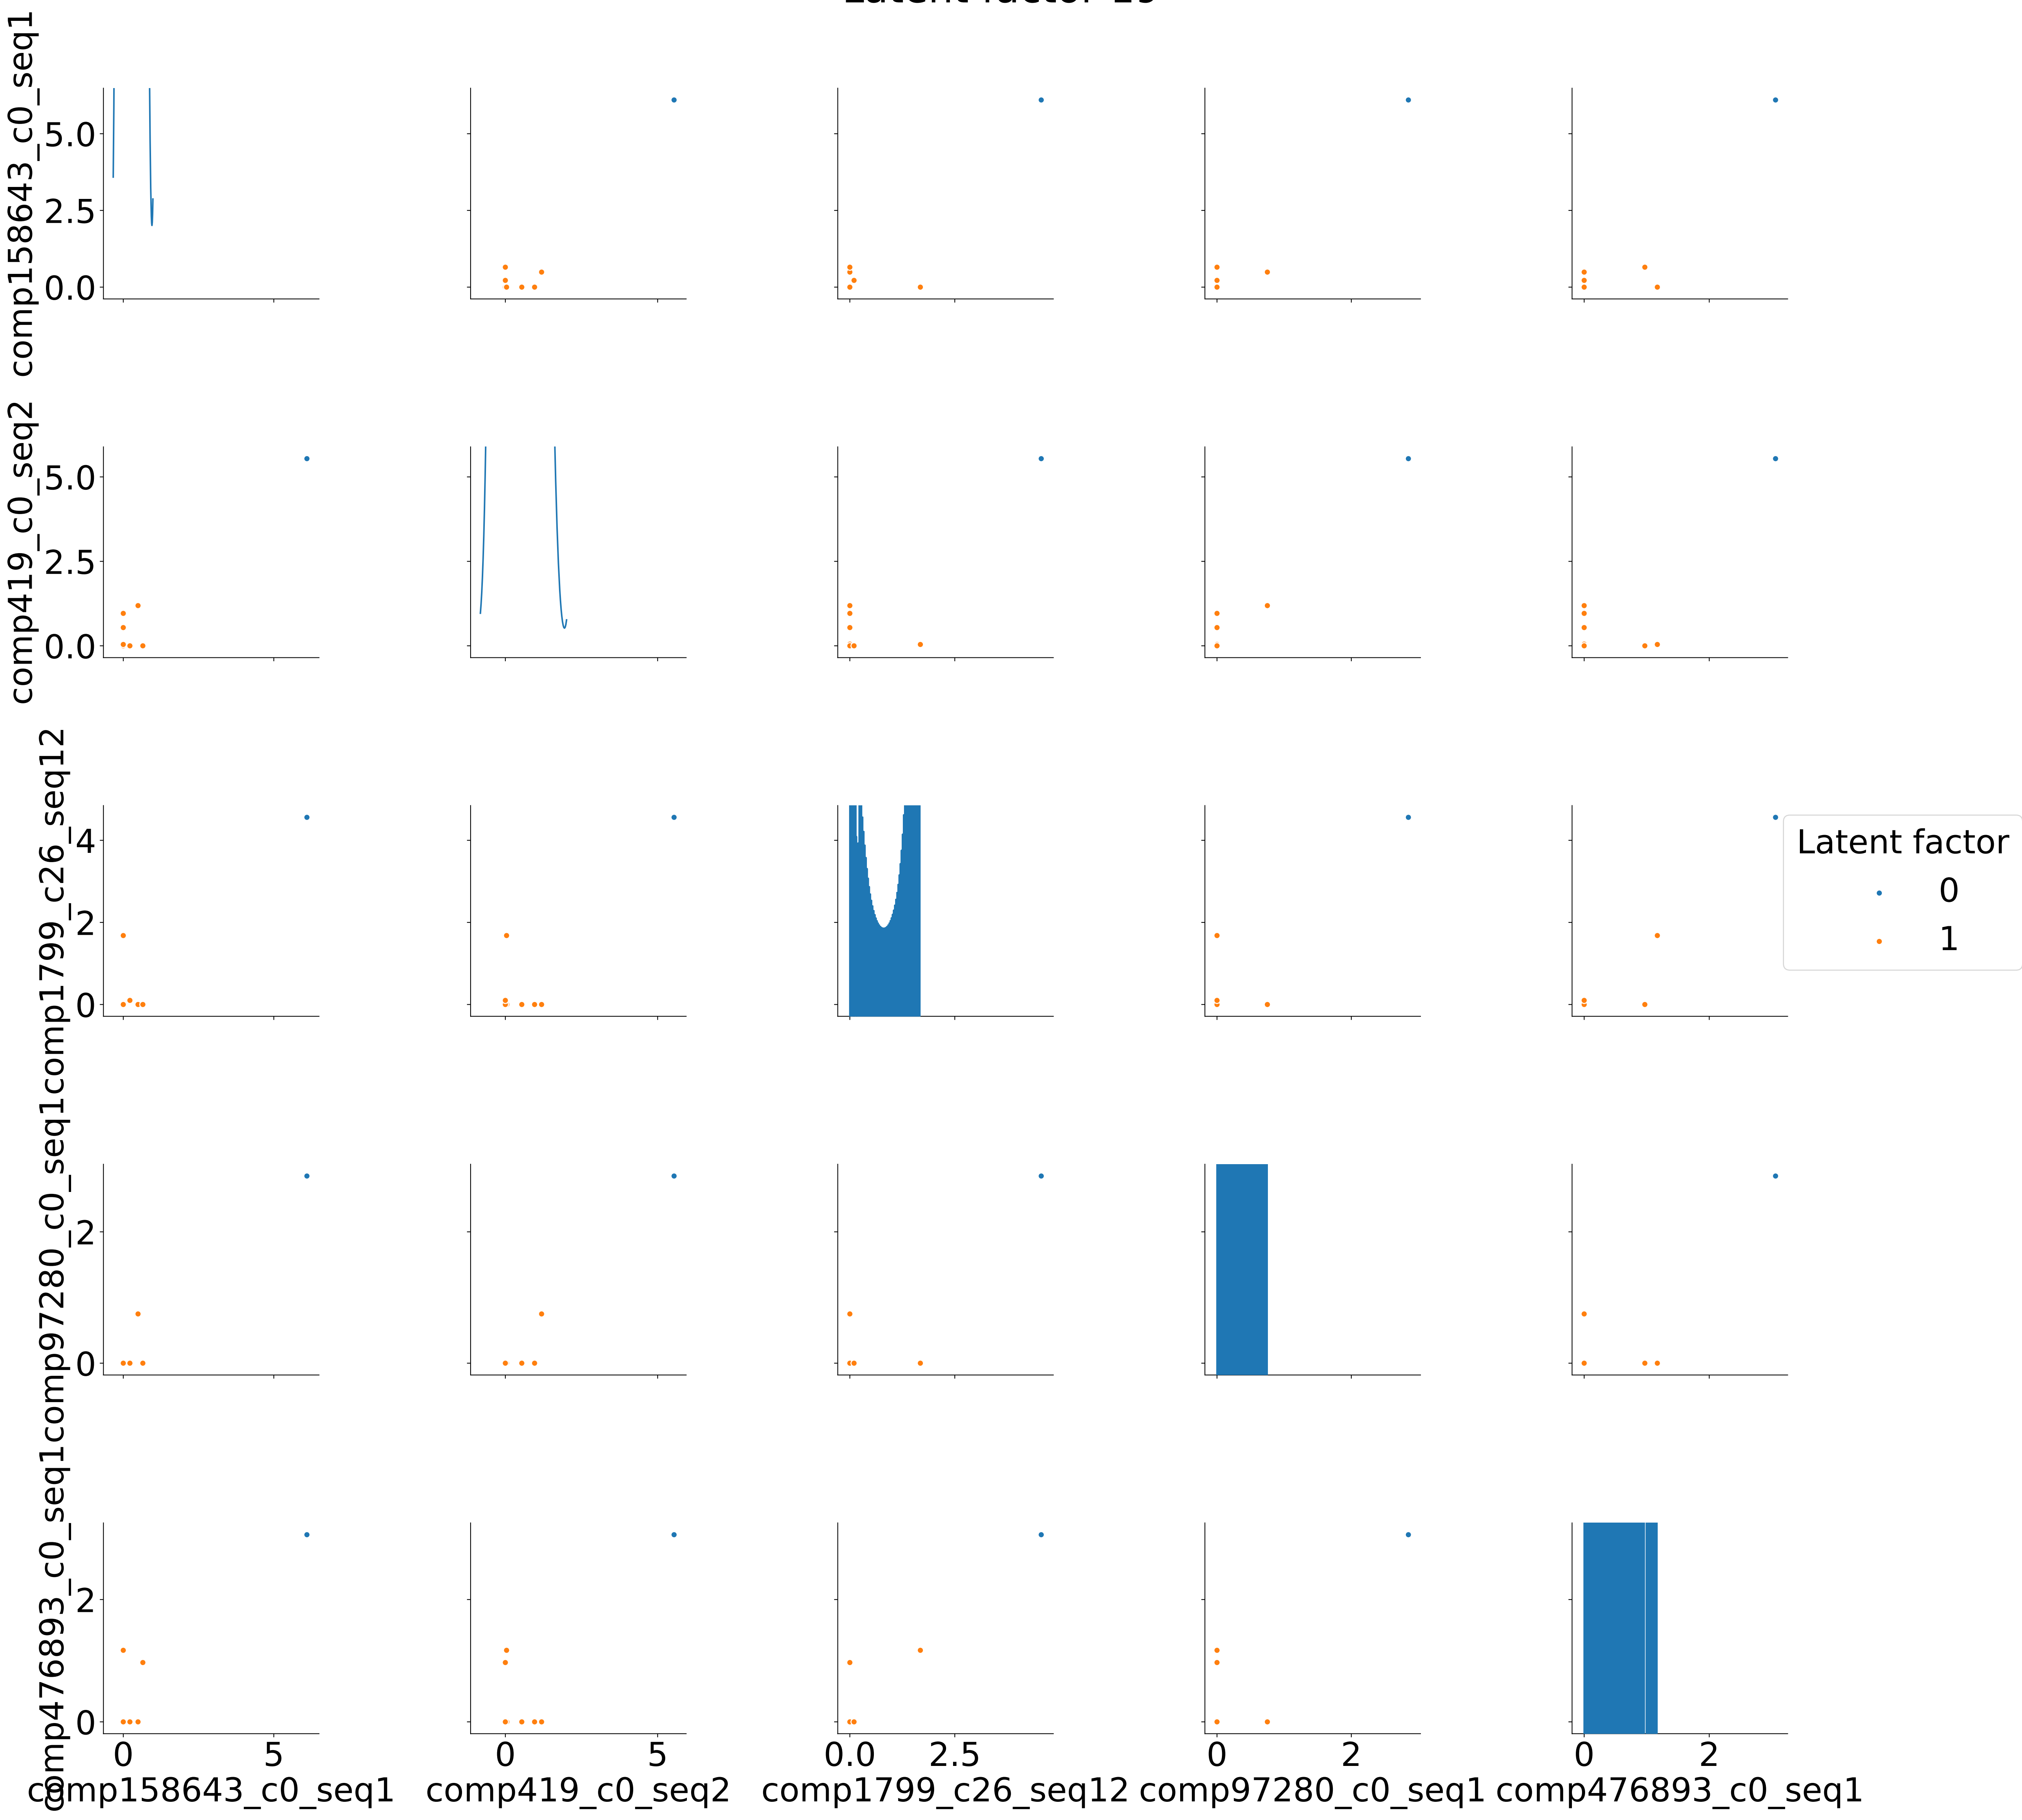 comp158643_c0_seq1
5.0
2.5
0.0
comp419_c0_seq2
5.0
2.5
0.0
comp1799_c26_seq12
4
2
0
Latent factor
0
1
comp97280_c0_seq1
2
0
comp476893_c0_seq1
2
0
0 5 0 5 0.0 2.5 0 2 0 2
comp158643_c0_seq1 comp419_c0_seq2 comp1799_c26_seq12 comp97280_c0_seq1 comp476893_c0_seq1